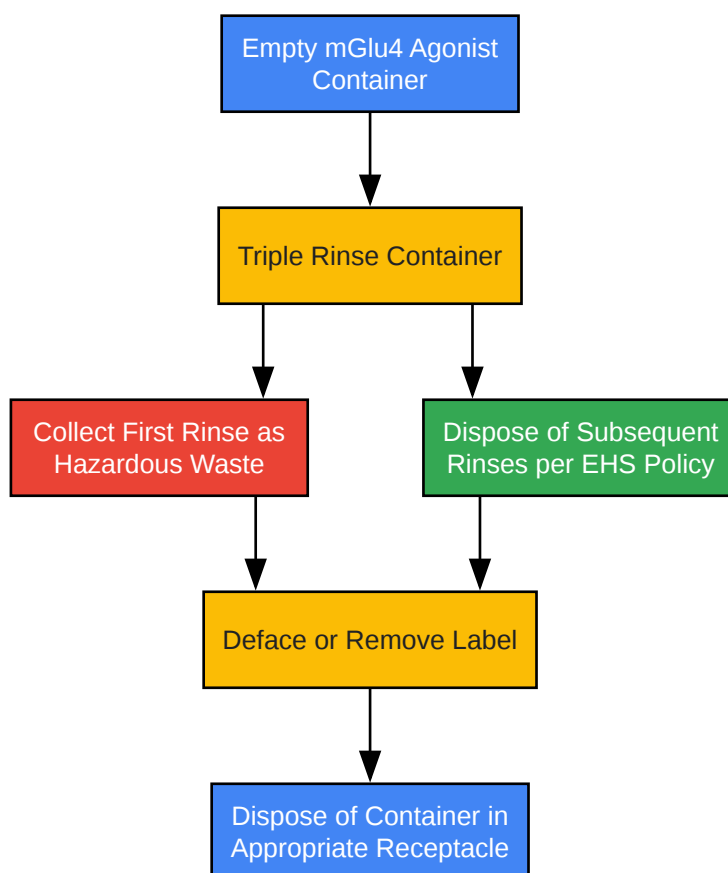 Empty mGlu4 Agonist
Container
Triple Rinse Container
Collect First Rinse as
Hazardous Waste
Dispose of Subsequent
Rinses per EHS Policy
Deface or Remove Label
Dispose of Container in
Appropriate Receptacle